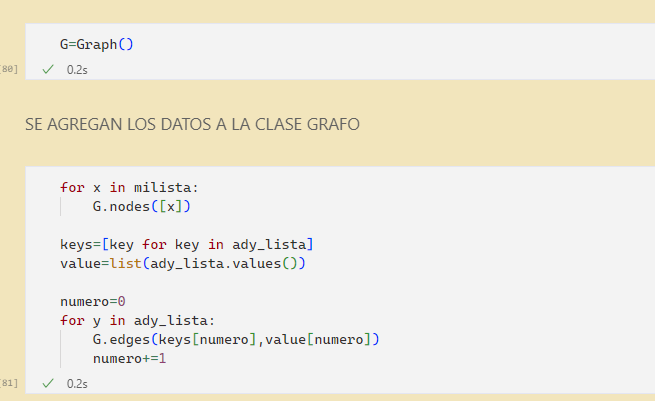 G=Graph()
[80]
0.2s
SE AGREGAN LOS DATOS A LA CLASE GRAFO
for x in milista:
    G.nodes([x])
keys=[key for key in ady_lista]
value=list(ady_lista.values())
numero=0
for y in ady_lista:
    G.edges(keys[numero],value[numero])
    numero+=1
[81]
0.2s